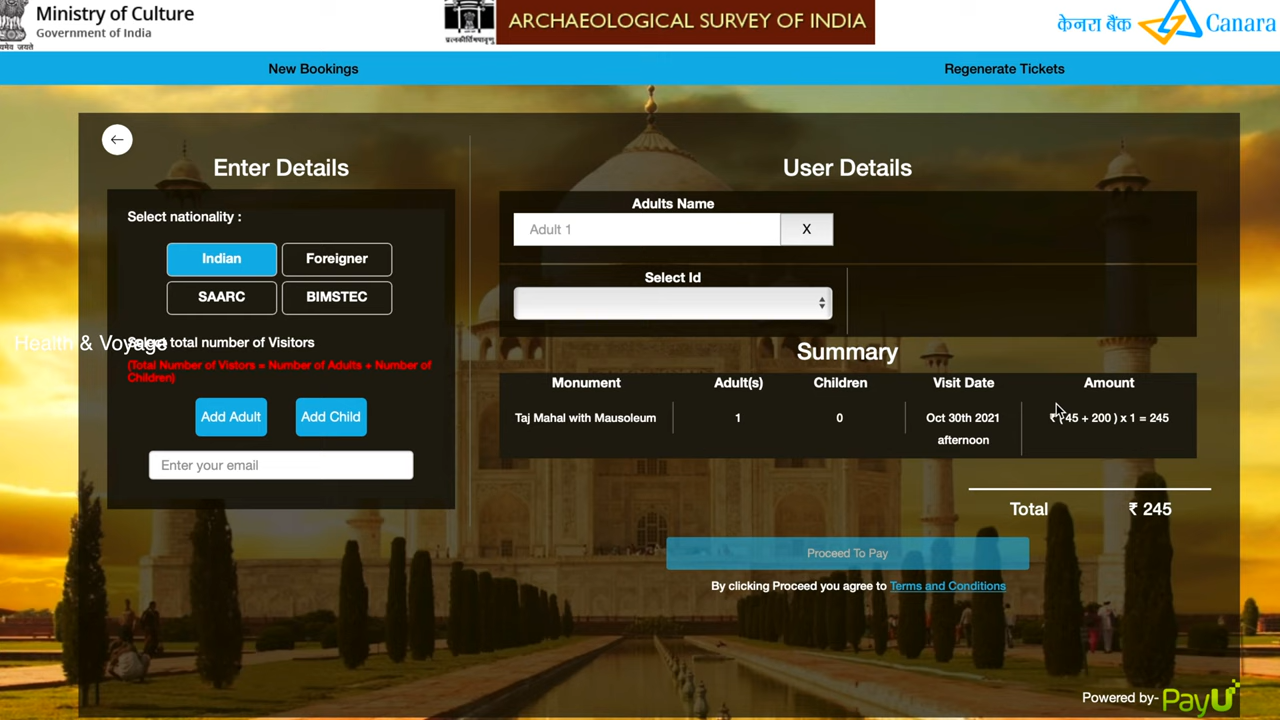 Ministry of Culture
Government of India
ARCHAEOLOGICAL SURVEY OF INDIA
केनरा बैंक Canara
New Bookings
Regenerate Tickets
←
Enter Details
Select nationality :
Indian
Foreigner
SAARC
BIMSTEC
Health & Voyage
Select total number of Visitors
(Total Number of Vistors = Number of Adults + Number of
Children)
Add Adult
Add Child
Enter your email
User Details
Adults Name
Adult 1
X
Select Id
Summary
Monument Adult(s) Children Visit Date Amount
Taj Mahal with Mausoleum 1 0 Oct 30th 2021 ₹ 45 + 200 ) x 1 = 245
afternoon
Total ₹ 245
Proceed To Pay
By clicking Proceed you agree to Terms and Conditions
Powered by- PayU